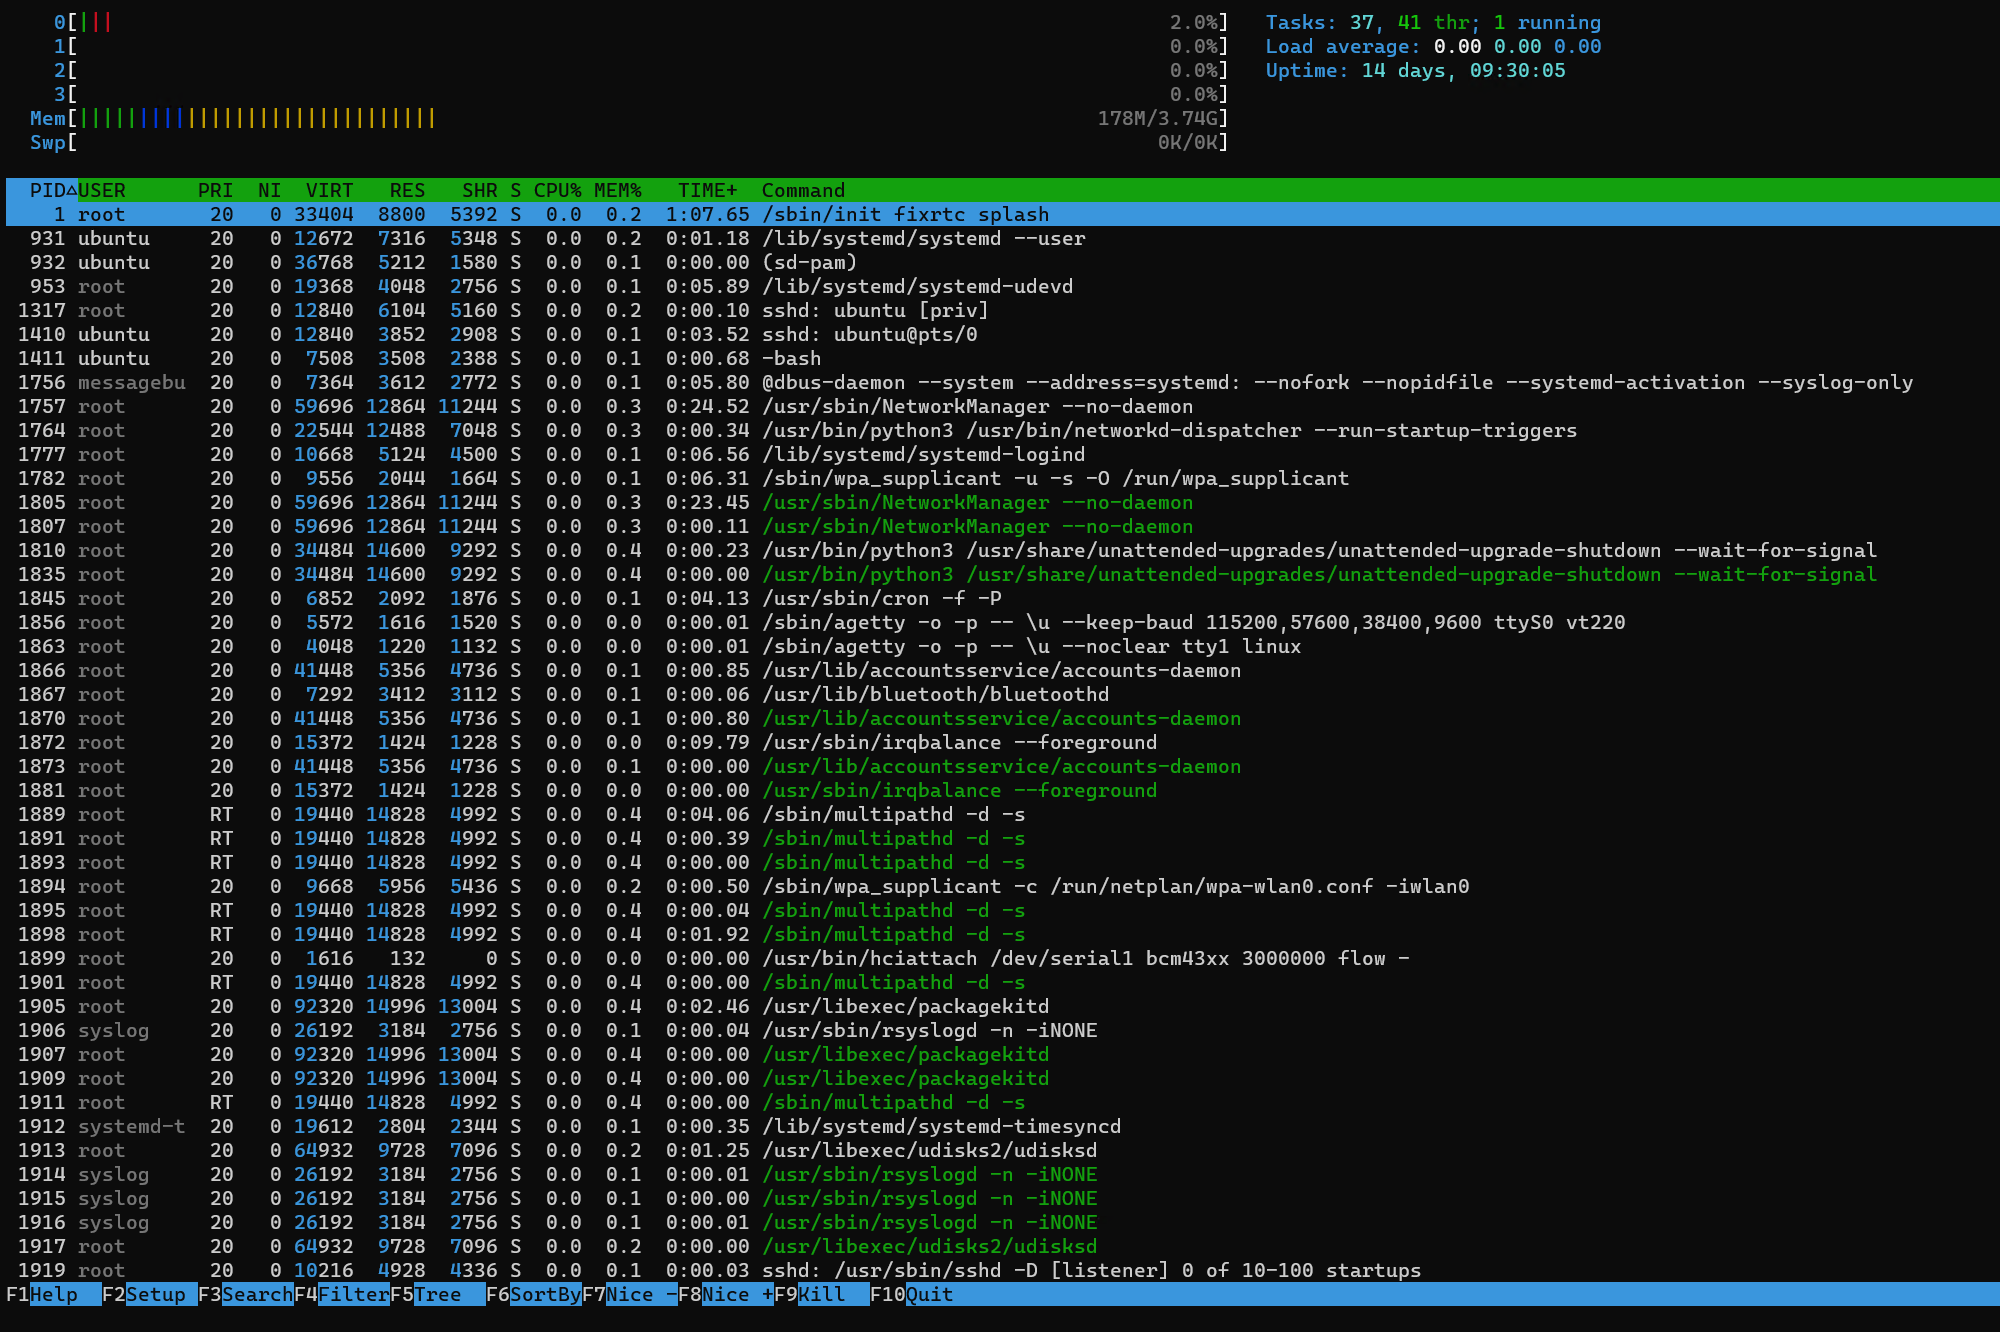 0[||| 2.0%] Tasks: 37, 41 thr; 1 running
1[ 0.0%] Load average: 0.00 0.00 0.00
2[ 0.0%] Uptime: 14 days, 09:30:05
3[ 0.0%]
Mem[|||||||||||||||||||||||||||||| 178M/3.74G]
Swp[ 0K/0K]
PID△USER PRI NI VIRT RES SHR S CPU% MEM% TIME+ Command
1 root 20 0 33404 8800 5392 S 0.0 0.2 1:07.65 /sbin/init fixrtc splash
931 ubuntu 20 0 12672 7316 5348 S 0.0 0.2 0:01.18 /lib/systemd/systemd --user
932 ubuntu 20 0 36768 5212 1580 S 0.0 0.1 0:00.00 (sd-pam)
953 root 20 0 19368 4048 2756 S 0.0 0.1 0:05.89 /lib/systemd/systemd-udevd
1317 root 20 0 12840 6104 5160 S 0.0 0.2 0:00.10 sshd: ubuntu [priv]
1410 ubuntu 20 0 12840 3852 2908 S 0.0 0.1 0:03.52 sshd: ubuntu@pts/0
1411 ubuntu 20 0 7508 3508 2388 S 0.0 0.1 0:00.68 -bash
1756 messagebu 20 0 7364 3612 2772 S 0.0 0.1 0:05.80 @dbus-daemon --system --address=systemd: --nofork --nopidfile --systemd-activation --syslog-only
1757 root 20 0 59696 12864 11244 S 0.0 0.3 0:24.52 /usr/sbin/NetworkManager --no-daemon
1764 root 20 0 22544 12488 7048 S 0.0 0.3 0:00.34 /usr/bin/python3 /usr/bin/networkd-dispatcher --run-startup-triggers
1777 root 20 0 10668 5124 4500 S 0.0 0.1 0:06.56 /lib/systemd/systemd-logind
1782 root 20 0 9556 2044 1664 S 0.0 0.1 0:06.31 /sbin/wpa_supplicant -u -s -O /run/wpa_supplicant
1805 root 20 0 59696 12864 11244 S 0.0 0.3 0:23.45 /usr/sbin/NetworkManager --no-daemon
1807 root 20 0 59696 12864 11244 S 0.0 0.3 0:00.11 /usr/sbin/NetworkManager --no-daemon
1810 root 20 0 34484 14600 9292 S 0.0 0.4 0:00.23 /usr/bin/python3 /usr/share/unattended-upgrades/unattended-upgrade-shutdown --wait-for-signal
1835 root 20 0 34484 14600 9292 S 0.0 0.4 0:00.00 /usr/bin/python3 /usr/share/unattended-upgrades/unattended-upgrade-shutdown --wait-for-signal
1845 root 20 0 6852 2092 1876 S 0.0 0.1 0:04.13 /usr/sbin/cron -f -P
1856 root 20 0 5572 1616 1520 S 0.0 0.0 0:00.01 /sbin/agetty -o -p -- \u --keep-baud 115200,57600,38400,9600 ttyS0 vt220
1863 root 20 0 4048 1220 1132 S 0.0 0.0 0:00.01 /sbin/agetty -o -p -- \u --noclear tty1 linux
1866 root 20 0 41448 5356 4736 S 0.0 0.1 0:00.85 /usr/lib/accountsservice/accounts-daemon
1867 root 20 0 7292 3412 3112 S 0.0 0.1 0:00.06 /usr/lib/bluetooth/bluetoothd
1870 root 20 0 41448 5356 4736 S 0.0 0.1 0:00.80 /usr/lib/accountsservice/accounts-daemon
1872 root 20 0 15372 1424 1228 S 0.0 0.0 0:09.79 /usr/sbin/irqbalance --foreground
1873 root 20 0 41448 5356 4736 S 0.0 0.1 0:00.00 /usr/lib/accountsservice/accounts-daemon
1881 root 20 0 15372 1424 1228 S 0.0 0.0 0:00.00 /usr/sbin/irqbalance --foreground
1889 root RT 0 19440 14828 4992 S 0.0 0.4 0:04.06 /sbin/multipathd -d -s
1891 root RT 0 19440 14828 4992 S 0.0 0.4 0:00.39 /sbin/multipathd -d -s
1893 root RT 0 19440 14828 4992 S 0.0 0.4 0:00.00 /sbin/multipathd -d -s
1894 root 20 0 9668 5956 5436 S 0.0 0.2 0:00.50 /sbin/wpa_supplicant -c /run/netplan/wpa-wlan0.conf -iwlan0
1895 root RT 0 19440 14828 4992 S 0.0 0.4 0:00.04 /sbin/multipathd -d -s
1898 root RT 0 19440 14828 4992 S 0.0 0.4 0:01.92 /sbin/multipathd -d -s
1899 root 20 0 1616 132 0 S 0.0 0.0 0:00.00 /usr/bin/hciattach /dev/serial1 bcm43xx 3000000 flow -
1901 root RT 0 19440 14828 4992 S 0.0 0.4 0:00.00 /sbin/multipathd -d -s
1905 root 20 0 92320 14996 13004 S 0.0 0.4 0:02.46 /usr/libexec/packagekitd
1906 syslog 20 0 26192 3184 2756 S 0.0 0.1 0:00.04 /usr/sbin/rsyslogd -n -iNONE
1907 root 20 0 92320 14996 13004 S 0.0 0.4 0:00.00 /usr/libexec/packagekitd
1909 root 20 0 92320 14996 13004 S 0.0 0.4 0:00.00 /usr/libexec/packagekitd
1911 root RT 0 19440 14828 4992 S 0.0 0.4 0:00.00 /sbin/multipathd -d -s
1912 systemd-t 20 0 19612 2804 2344 S 0.0 0.1 0:00.35 /lib/systemd/systemd-timesyncd
1913 root 20 0 64932 9728 7096 S 0.0 0.2 0:01.25 /usr/libexec/udisks2/udisksd
1914 syslog 20 0 26192 3184 2756 S 0.0 0.1 0:00.01 /usr/sbin/rsyslogd -n -iNONE
1915 syslog 20 0 26192 3184 2756 S 0.0 0.1 0:00.00 /usr/sbin/rsyslogd -n -iNONE
1916 syslog 20 0 26192 3184 2756 S 0.0 0.1 0:00.01 /usr/sbin/rsyslogd -n -iNONE
1917 root 20 0 64932 9728 7096 S 0.0 0.2 0:00.00 /usr/libexec/udisks2/udisksd
1919 root 20 0 10216 4928 4336 S 0.0 0.1 0:00.03 sshd: /usr/sbin/sshd -D [listener] 0 of 10-100 startups
F1Help F2Setup F3SearchF4FilterF5Tree F6SortByF7Nice -F8Nice +F9Kill F10Quit